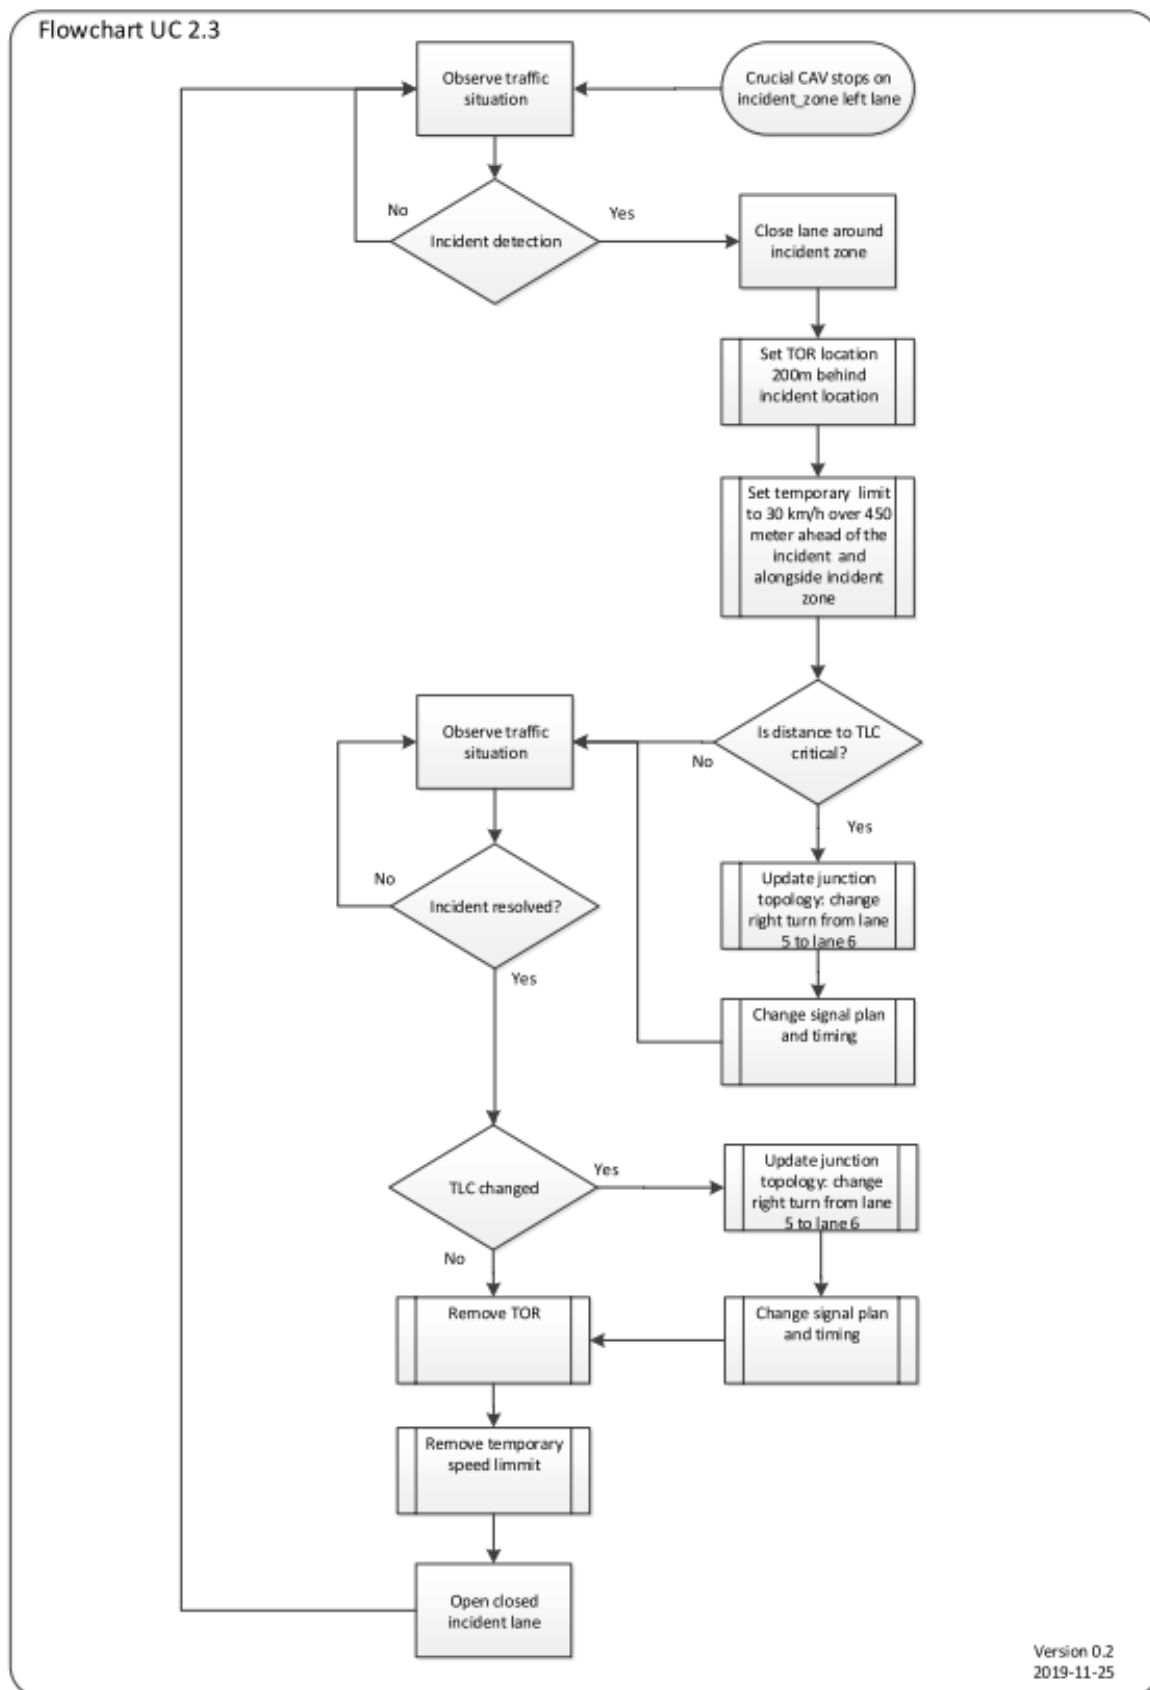 Flowchart UC 2.3
Observe traffic
situation
Crucial CAV stops on
incident_zone left lane
No
Incident detection
Yes
Close lane around
incident zone
Set TOR location
200m behind
incident location
Set temporary limit
to 30 km/h over 450
meter ahead of the
incident and
alongside incident
zone
Observe traffic
situation
Is distance to TLC
critical?
No
Yes
No
Incident resolved?
Yes
Update junction
topology: change
right turn from lane
5 to lane 6
Change signal plan
and timing
TLC changed
Yes
No
Update junction
topology: change
right turn from lane
5 to lane 6
Remove TOR
Change signal plan
and timing
Remove temporary
speed limmit
Open closed
incident lane
Version 0.2
2019-11-25